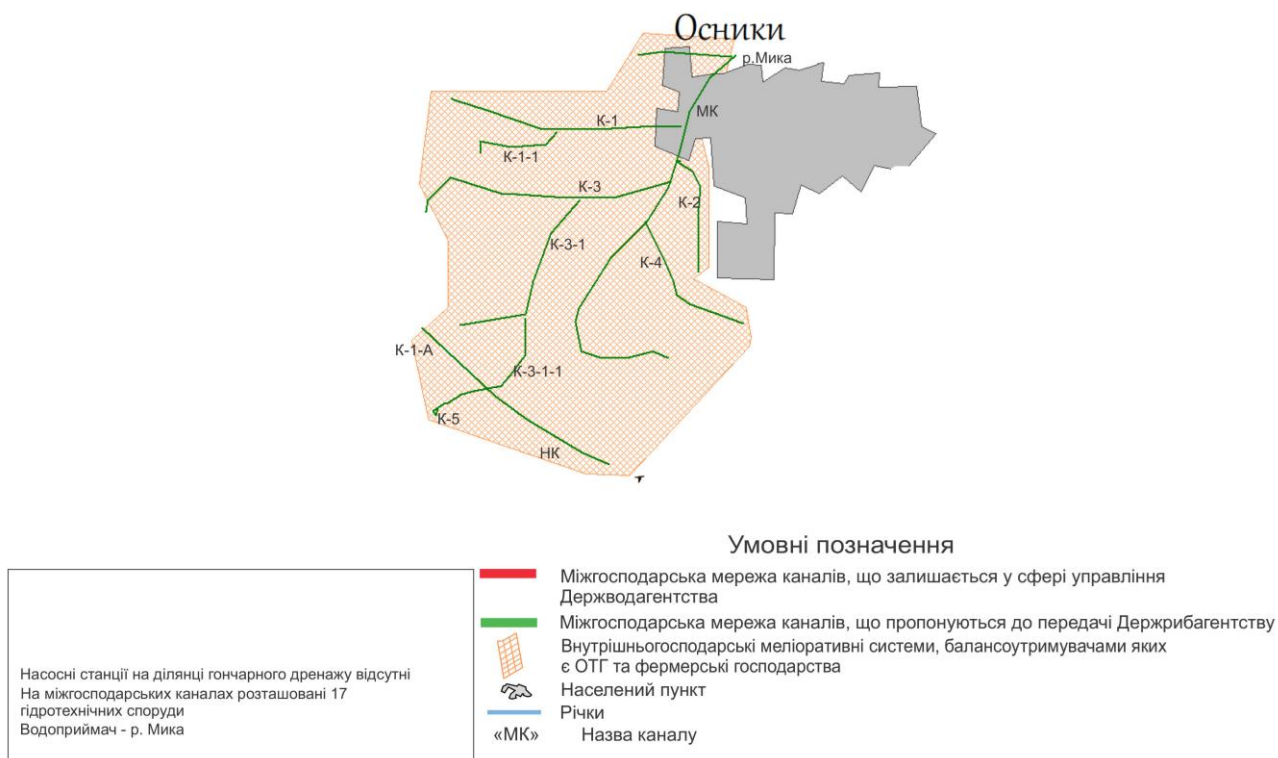 Осники
р.Мика
МК
К-1
К-1-1
К-3
К-2
К-3-1
К-4
К-1-А
К-3-1-1
К-5
НК
Умовні позначення
Міжгосподарська мережа каналів, що залишається у сфері управління
Держводагентства
Міжгосподарська мережа каналів, що пропонуються до передачі Держрибагентству
Внутрішньогосподарські меліоративні системи, балансоутримувачами яких
є ОТГ та фермерські господарства
Населений пункт
Річки
«МК» Назва каналу
Насосні станції на ділянці гончарного дренажу відсутні
На міжгосподарських каналах розташовані 17
гідротехнічних споруди
Водоприймач - р. Мика